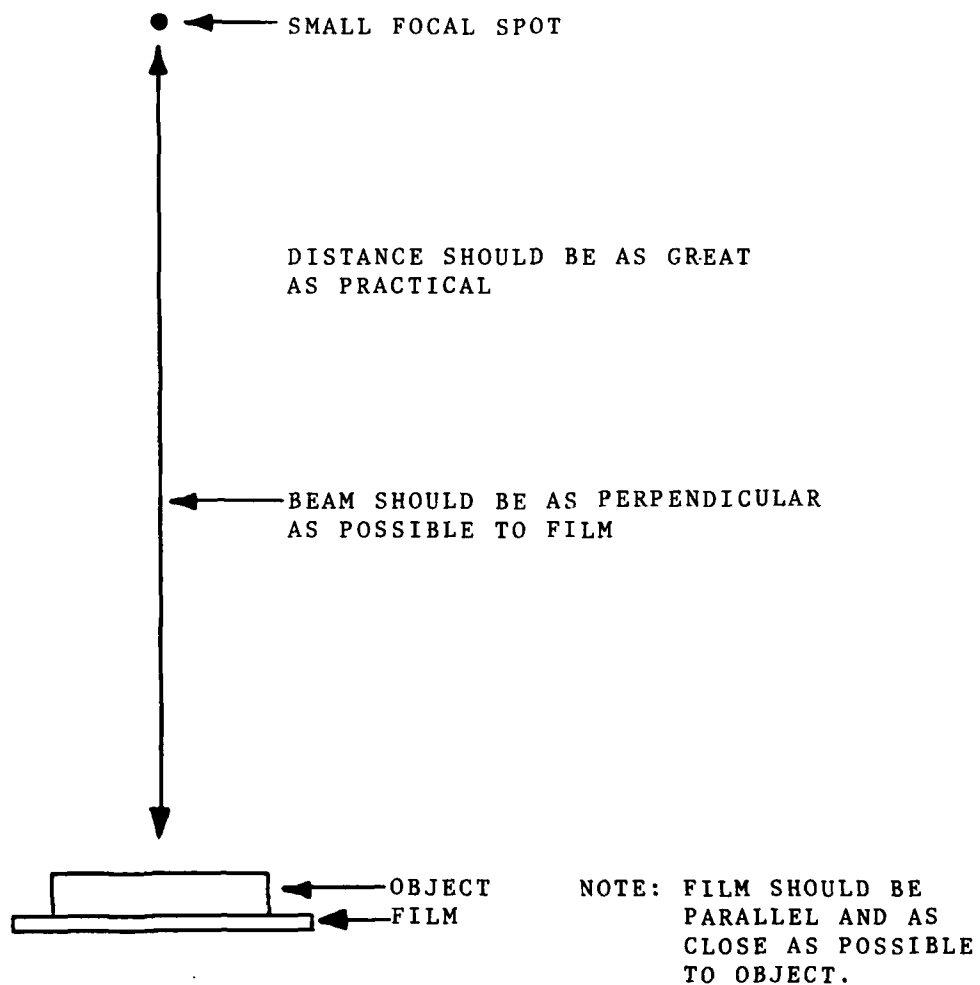 SMALL FOCAL SPOT
DISTANCE SHOULD BE AS GREAT
AS PRACTICAL
BEAM SHOULD BE AS PERPENDICULAR
AS POSSIBLE TO FILM
OBJECT
FILM
NOTE: FILM SHOULD BE
PARALLEL AND AS
CLOSE AS POSSIBLE
TO OBJECT.